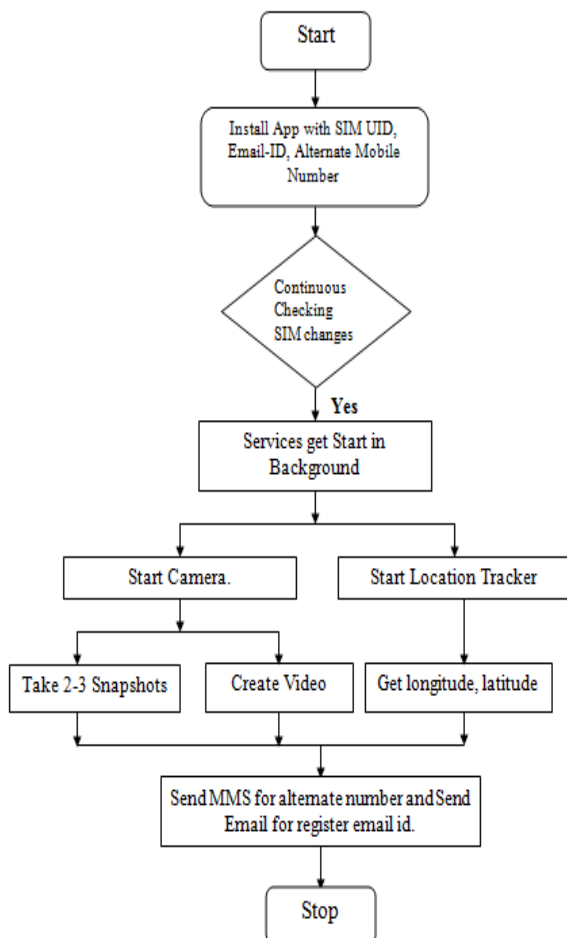 Start
Install App with SIM UID,
Email-ID, Alternate Mobile
Number
Continuous
Checking
SIM changes
Yes
Services get Start in
Background
Start Camera.
Start Location Tracker
Take 2-3 Snapshots
Create Video
Get longitude, latitude
Send MMS for alternate number and Send
Email for register email id.
Stop